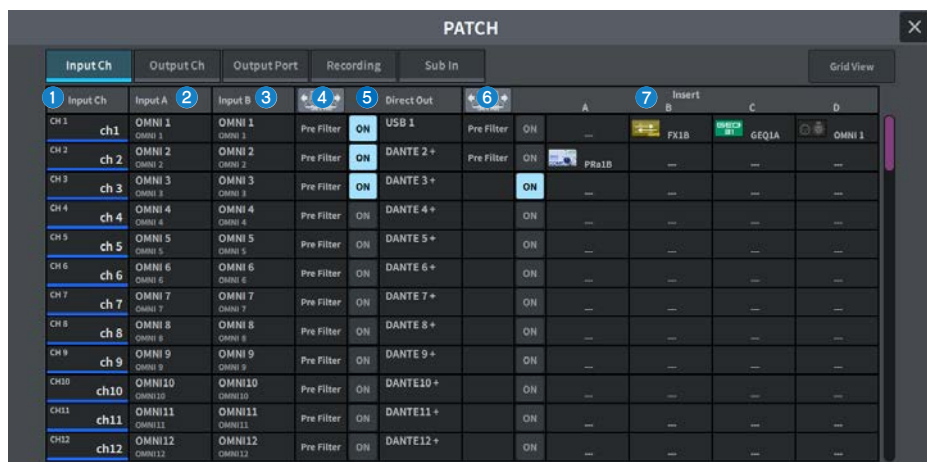 PATCH
Input Ch Output Ch Output Port Recording Sub In Grid View
1 Input Ch Input A 2 Input B 3 4 5 Direct Out 6 7 Insert
A B C D
CH 1 ch1 OMNI 1 OMNI 1 OMNI 1 OMNI 1 Pre Filter ON USB 1 Pre Filter ON --- FX1B GEQ1A OMNI 1
CH 2 ch 2 OMNI 2 OMNI 2 OMNI 2 OMNI 2 Pre Filter ON DANTE 2+ Pre Filter ON PRa1B --- --- ---
CH 3 ch 3 OMNI 3 OMNI 3 OMNI 3 OMNI 3 Pre Filter ON DANTE 3+ ON --- --- --- ---
CH 4 ch 4 OMNI 4 OMNI 4 OMNI 4 OMNI 4 Pre Filter ON DANTE 4+ ON --- --- --- ---
CH 5 ch 5 OMNI 5 OMNI 5 OMNI 5 OMNI 5 Pre Filter ON DANTE 5+ ON --- --- --- ---
CH 6 ch 6 OMNI 6 OMNI 6 OMNI 6 OMNI 6 Pre Filter ON DANTE 6+ ON --- --- --- ---
CH 7 ch 7 OMNI 7 OMNI 7 OMNI 7 OMNI 7 Pre Filter ON DANTE 7+ ON --- --- --- ---
CH 8 ch 8 OMNI 8 OMNI 8 OMNI 8 OMNI 8 Pre Filter ON DANTE 8+ ON --- --- --- ---
CH 9 ch 9 OMNI 9 OMNI 9 OMNI 9 OMNI 9 Pre Filter ON DANTE 9+ ON --- --- --- ---
CH10 ch10 OMNI10 OMNI10 OMNI10 OMNI10 Pre Filter ON DANTE10+ ON --- --- --- ---
CH11 ch11 OMNI11 OMNI11 OMNI11 OMNI11 Pre Filter ON DANTE11+ ON --- --- --- ---
CH12 ch12 OMNI12 OMNI12 OMNI12 OMNI12 Pre Filter ON DANTE12+ ON --- --- --- ---